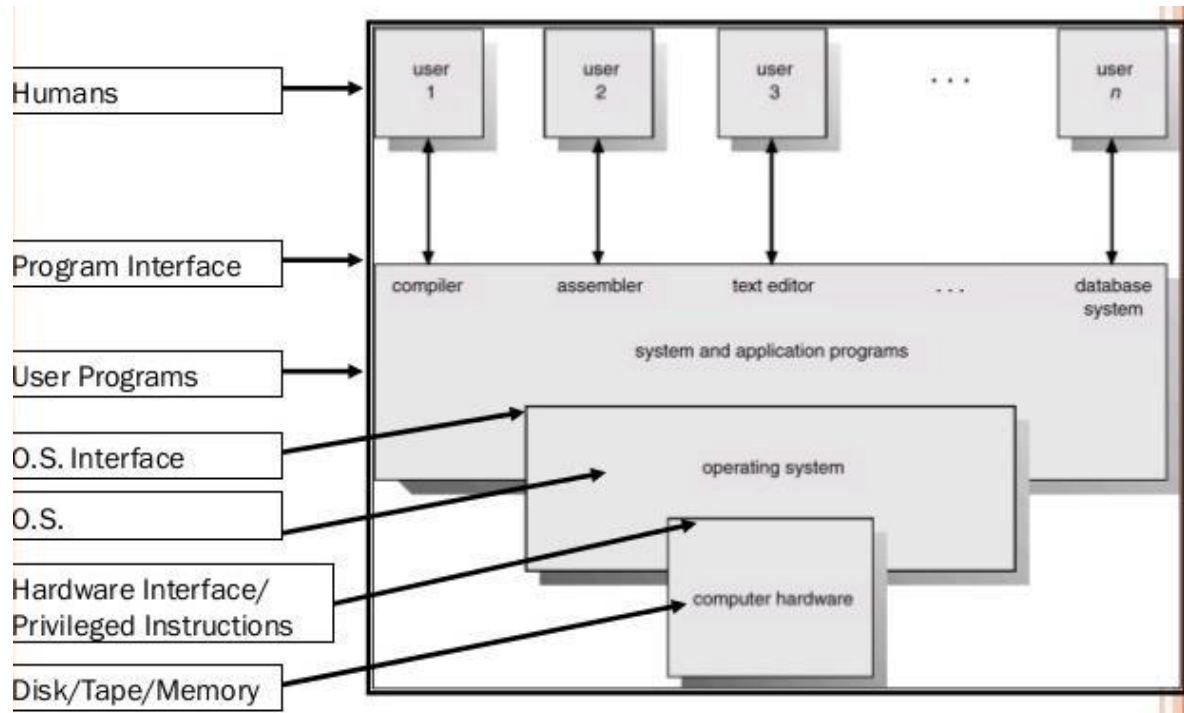 Humans
Program Interface
User Programs
O.S. Interface
O.S.
Hardware Interface/
Privileged Instructions
Disk/Tape/Memory
user
1
user
2
user
3
. . .
user
n
compiler
assembler
text editor
. . .
database
system
system and application programs
operating system
computer hardware